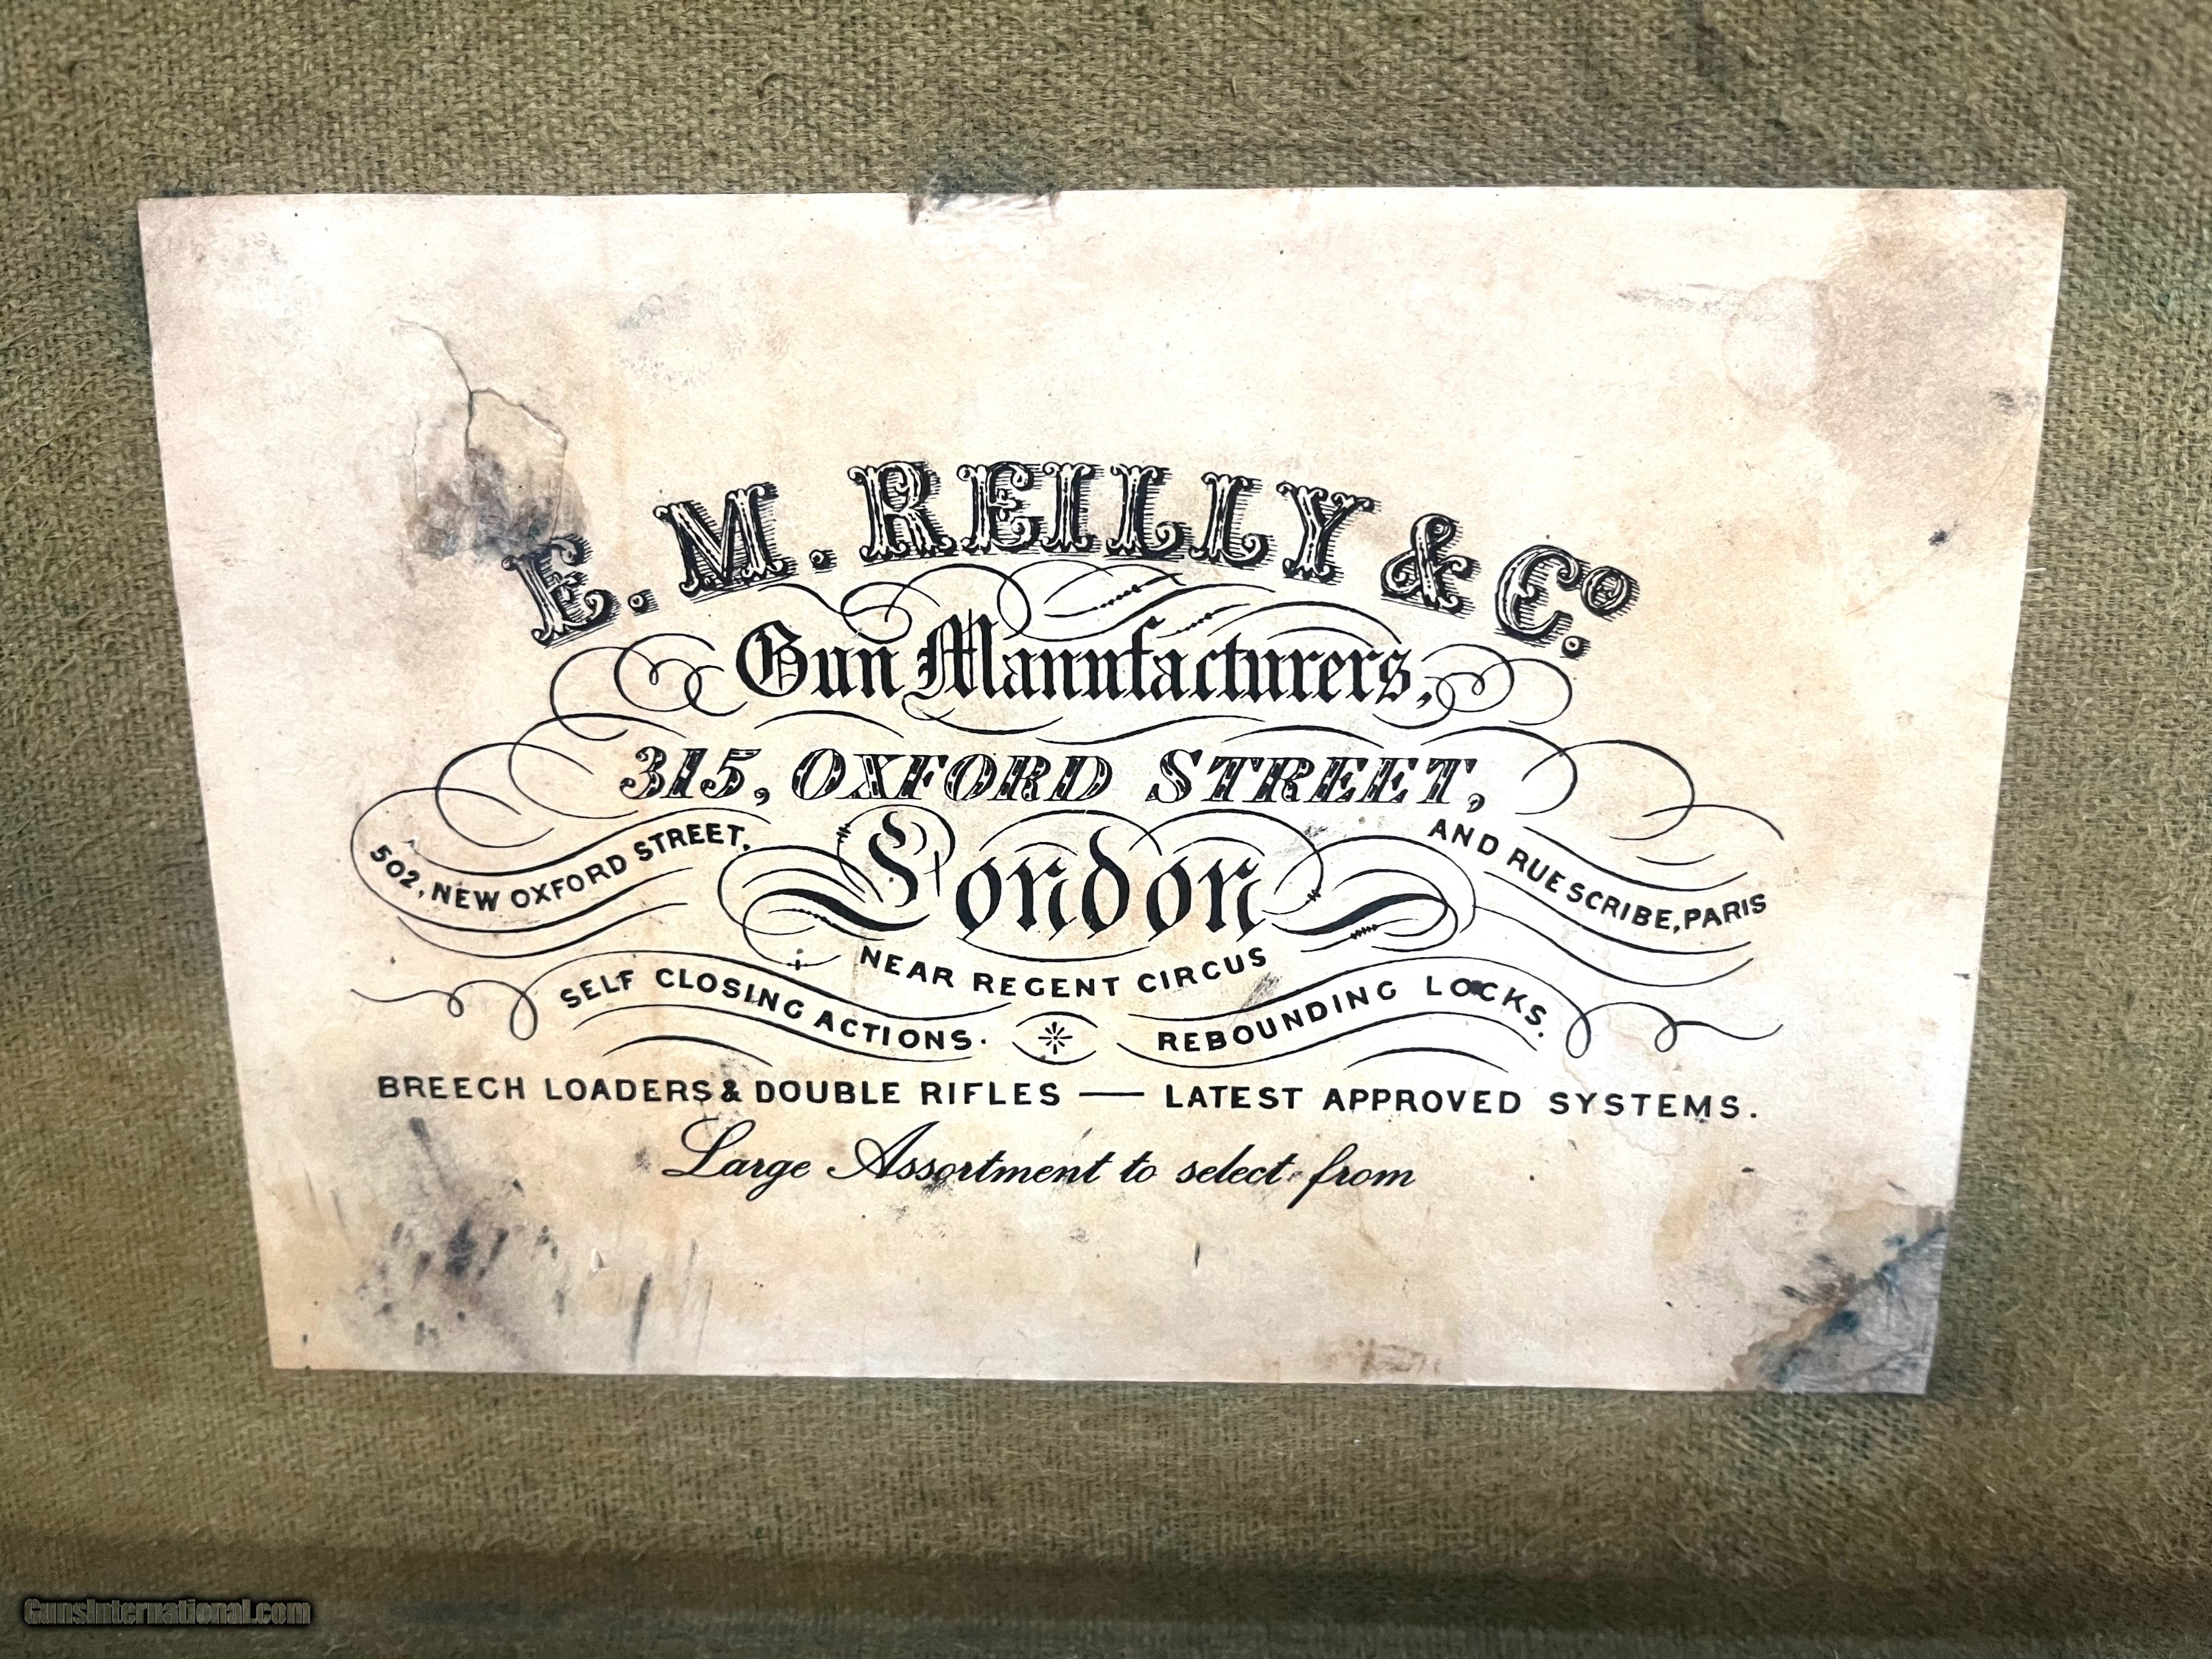 E. M. REILLY & Co.
Gun Manufacturers,
315, OXFORD STREET,
502, NEW OXFORD STREET,
London
AND RUE SCRIBE, PARIS
NEAR REGENT CIRCUS
SELF CLOSING ACTIONS.
REBOUNDING LOCKS.
BREECH LOADERS & DOUBLE RIFLES — LATEST APPROVED SYSTEMS.
Large Assortment to select from
GunsInternational.com